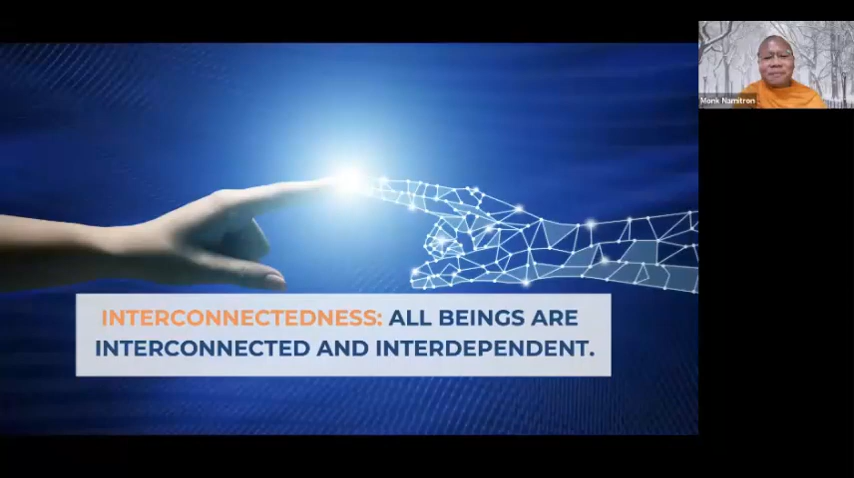 Monk Namitron
INTERCONNECTEDNESS: ALL BEINGS ARE
INTERCONNECTED AND INTERDEPENDENT.